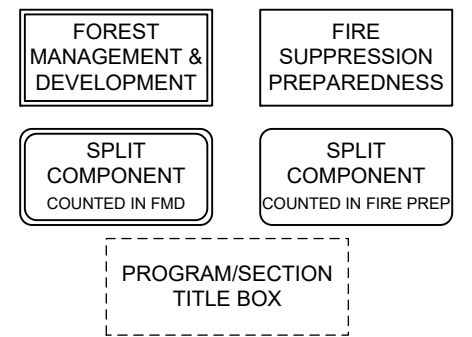 FOREST
MANAGEMENT &
DEVELOPMENT
FIRE
SUPPRESSION
PREPAREDNESS
SPLIT
COMPONENT
COUNTED IN FMD
SPLIT
COMPONENT
COUNTED IN FIRE PREP
PROGRAM/SECTION
TITLE BOX